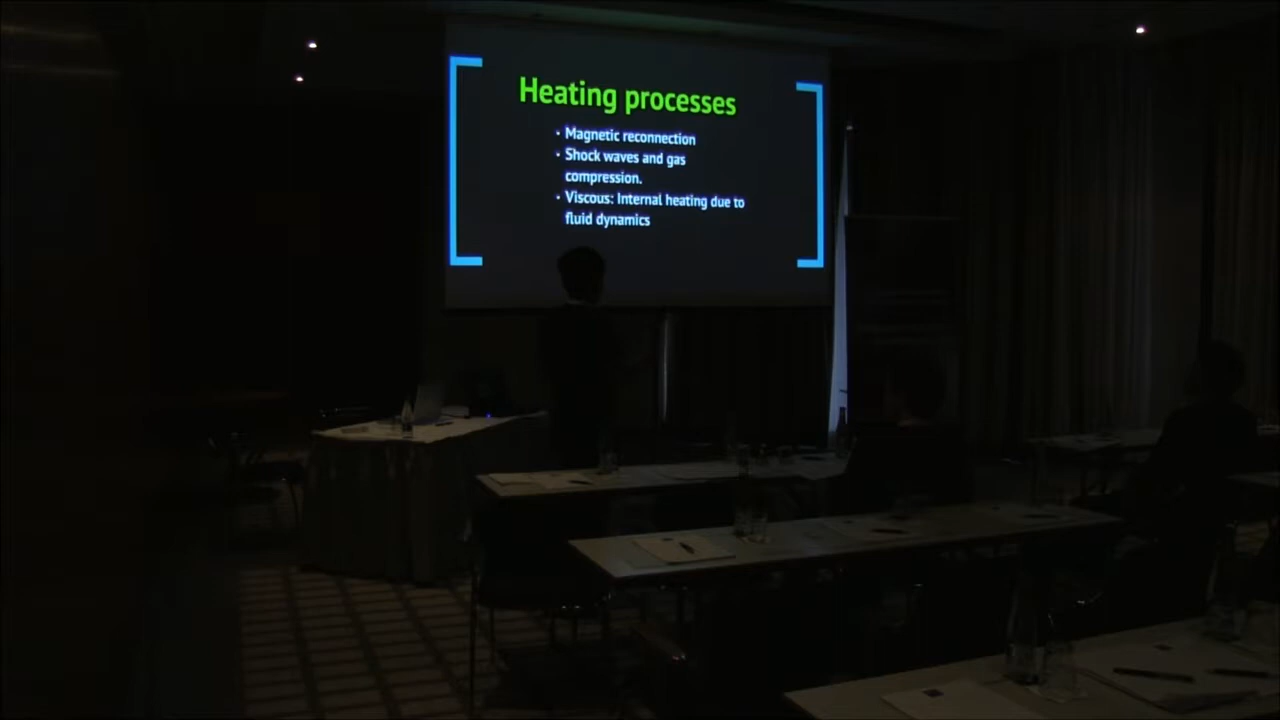 Heating processes
· Magnetic reconnection
· Shock waves and gas
compression.
· Viscous: Internal heating due to
fluid dynamics